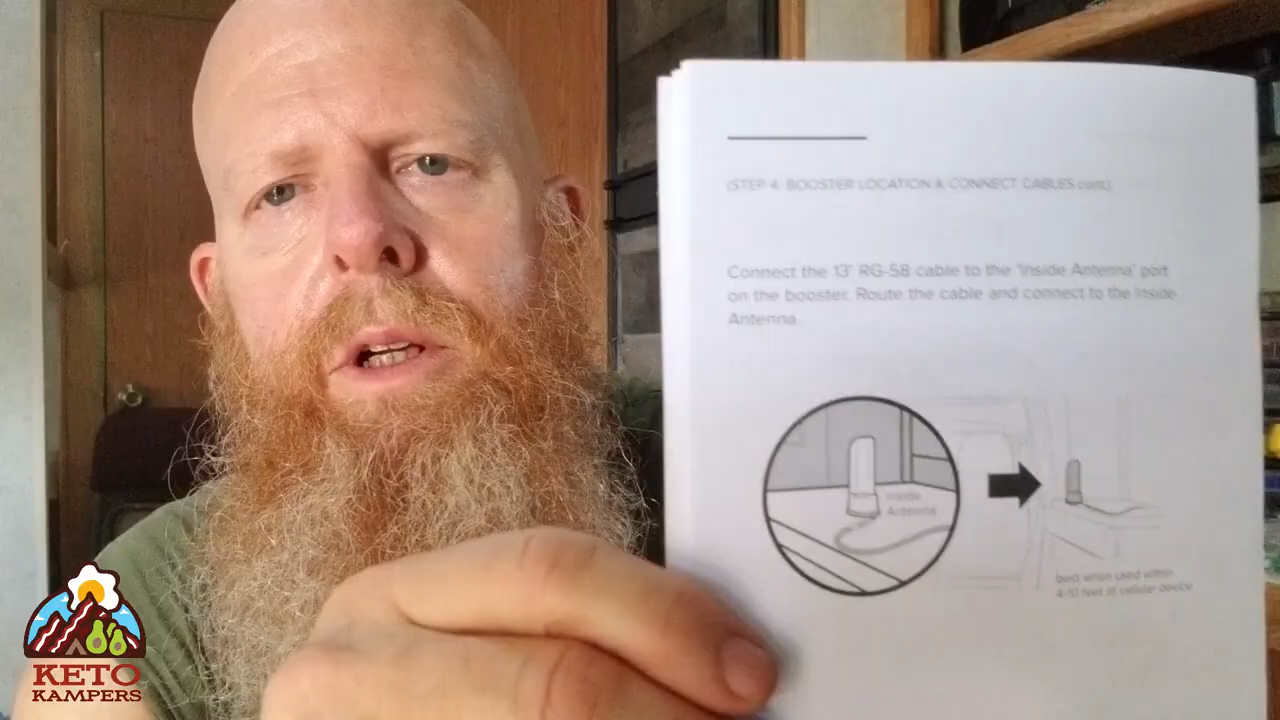 (STEP 4: BOOSTER LOCATION & CONNECT CABLES cont.)
Connect the 13' RG-58 cable to the "Inside Antenna" port
on the booster. Route the cable and connect to the Inside
Antenna.
Inside
Antenna
best when used within
4-10 feet of cellular device
KETO
KAMPERS